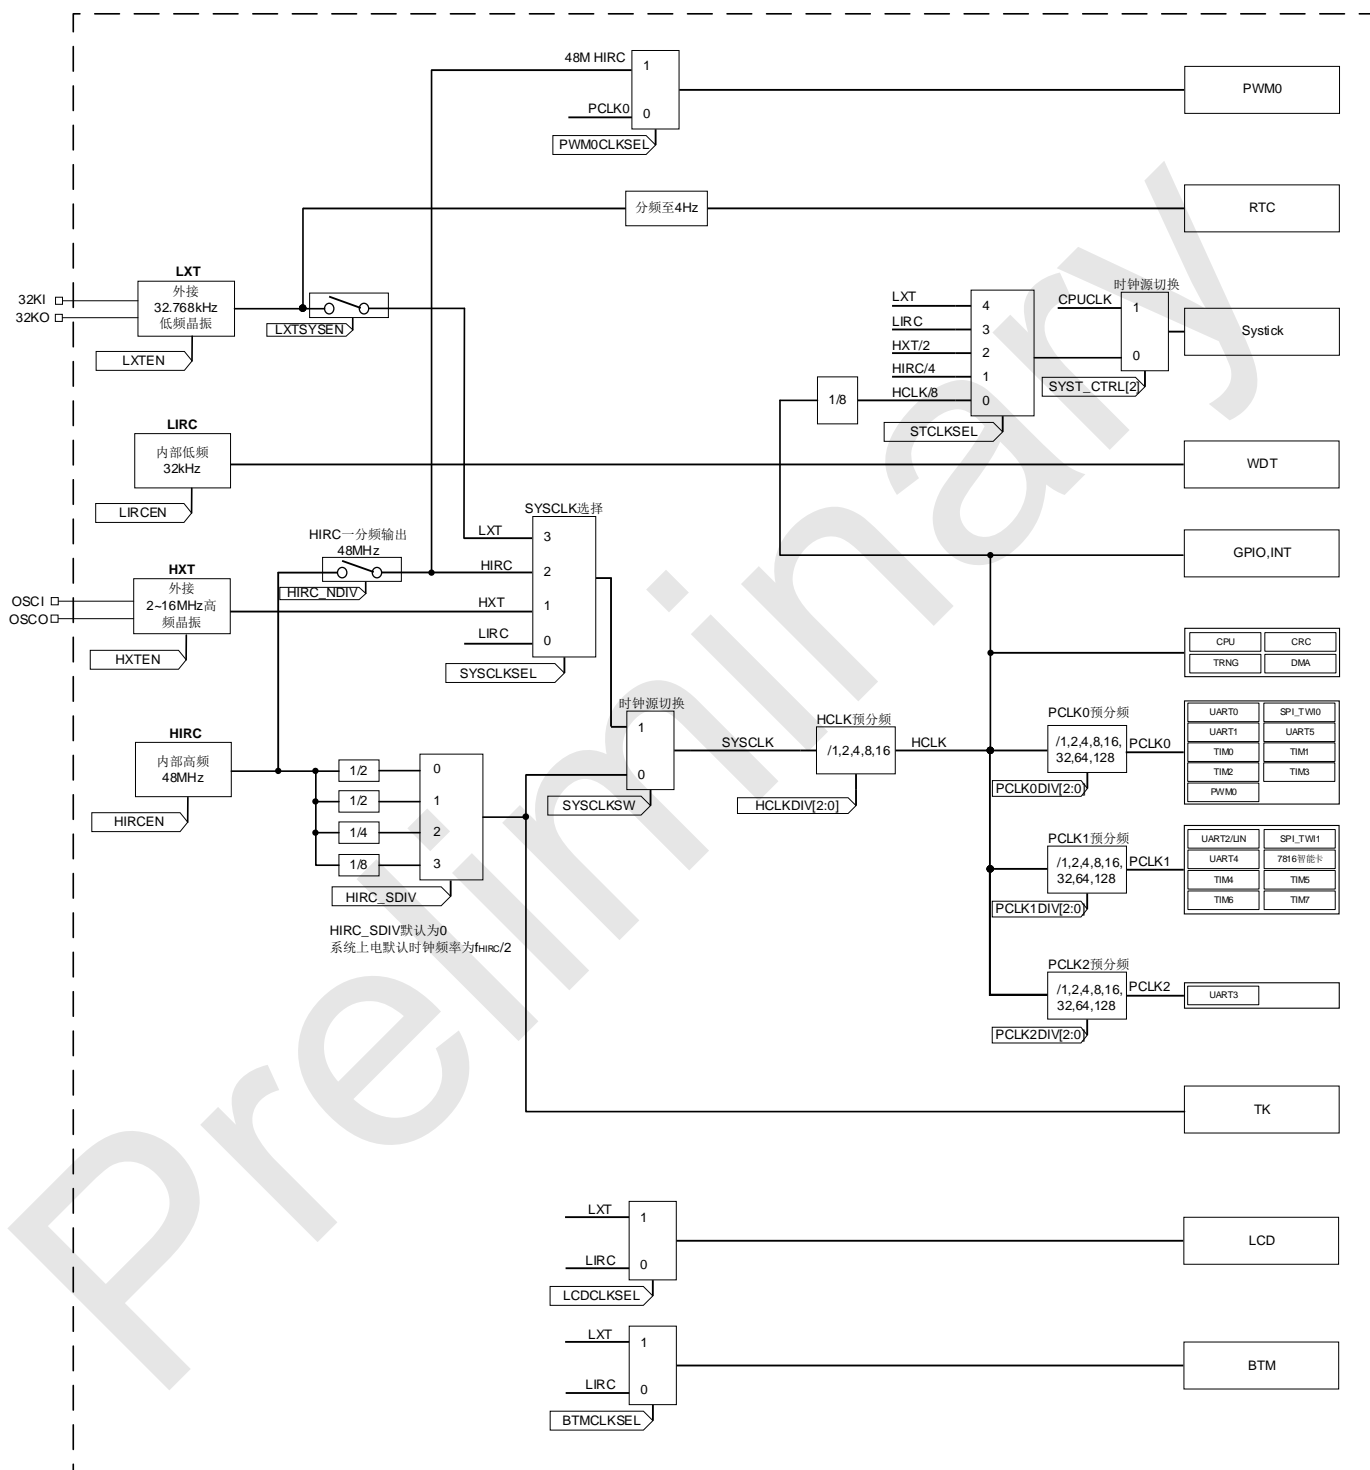 48M HIRC
1
PCLK0
0
PWM0CLKSEL
PWM0
分频至4Hz
RTC
LXT
32KI
32KO
外接
32.768kHz
低频晶振
LXTEN
LXTSYSEN
LXT
LIRC
HXT/2
HIRC/4
HCLK/8
4
3
2
1
0
1/8
STCLKSEL
时钟源切换
CPUCLK
1
0
SYST_CTRL[2]
Systick
LIRC
内部低频
32kHz
LIRCEN
WDT
SYSCLK选择
LXT
3
HIRC
2
HXT
1
LIRC
0
SYSCLKSEL
HIRC一分频输出
48MHz
HIRC_NDIV
GPIO,INT
HXT
OSCI
OSCO
外接
2~16MHz高
频晶振
HXTEN
CPU
CRC
TRNG
DMA
时钟源切换
1
0
SYSCLKSW
SYSCLK
HCLK预分频
/1,2,4,8,16
HCLKDIV[2:0]
HCLK
PCLK0预分频
/1,2,4,8,16,
32,64,128
PCLK0
PCLK0DIV[2:0]
UART0
SPI_TWI0
UART1
UART5
TIM0
TIM1
TIM2
TIM3
PWM0
HIRC
内部高频
48MHz
HIRCEN
1/2
1/2
1/4
1/8
0
1
2
3
HIRC_SDIV
HIRC_SDIV默认为0
系统上电默认时钟频率为fHIRC/2
PCLK1预分频
/1,2,4,8,16,
32,64,128
PCLK1
PCLK1DIV[2:0]
UART2/LIN
SPI_TWI1
UART4
7816智能卡
TIM4
TIM5
TIM6
TIM7
PCLK2预分频
/1,2,4,8,16,
32,64,128
PCLK2
PCLK2DIV[2:0]
UART3
TK
LXT
1
LIRC
0
LCDCLKSEL
LCD
LXT
1
LIRC
0
BTMCLKSEL
BTM
Preliminary